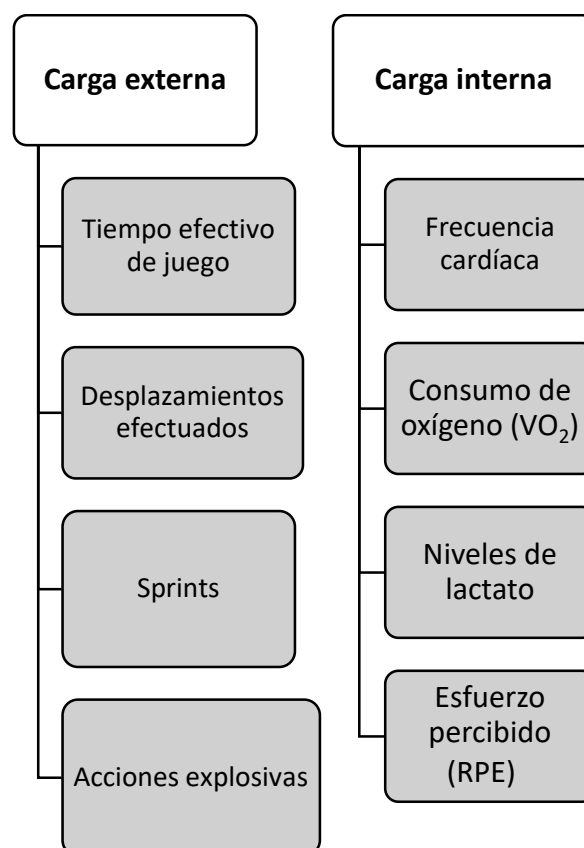 Carga externa
Tiempo efectivo
de juego
Desplazamientos
efectuados
Sprints
Acciones explosivas
Carga interna
Frecuencia
cardíaca
Consumo de
oxígeno (VO₂)
Niveles de
lactato
Esfuerzo
percibido
(RPE)